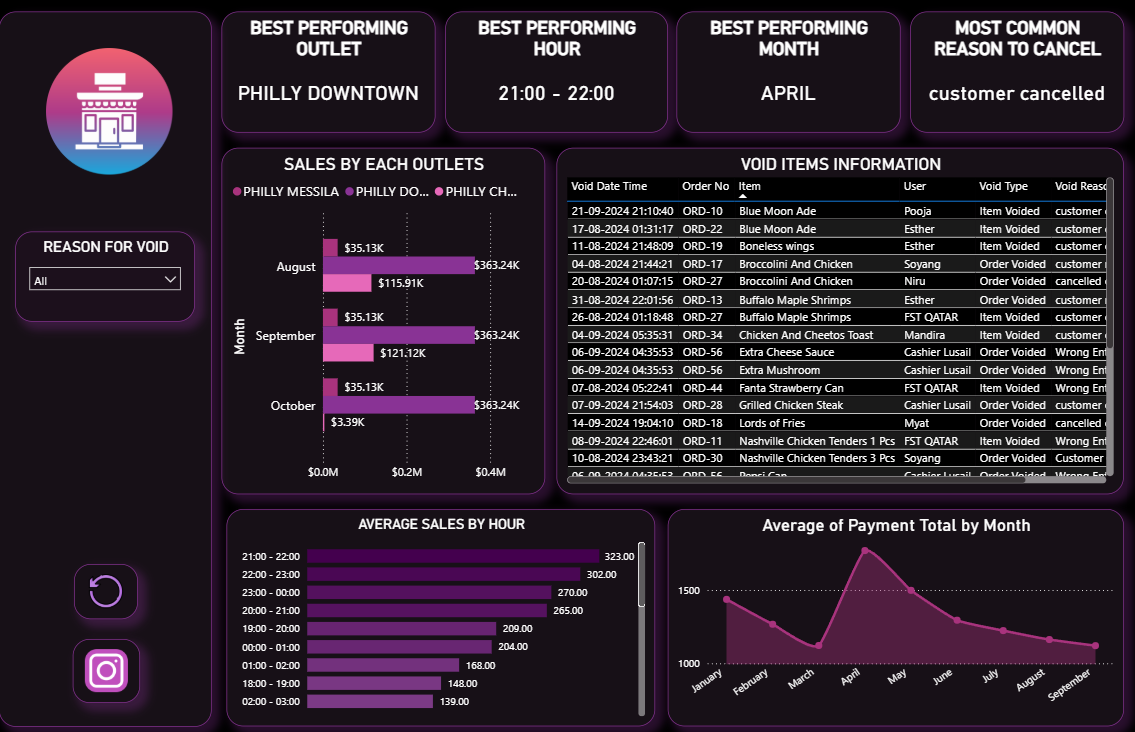 BEST PERFORMING
OUTLET
PHILLY DOWNTOWN
BEST PERFORMING
HOUR
21:00 - 22:00
BEST PERFORMING
MONTH
APRIL
MOST COMMON
REASON TO CANCEL
customer cancelled
REASON FOR VOID
All
SALES BY EACH OUTLETS
PHILLY MESSILA PHILLY DO... PHILLY CH...
Month
August
$35.13K
$363.24K
$115.91K
September
$35.13K
$363.24K
$121.12K
October
$35.13K
$363.24K
$3.39K
$0.0M $0.2M $0.4M
VOID ITEMS INFORMATION
Void Date Time Order No Item User Void Type Void Reaso
21-09-2024 21:10:40 ORD-10 Blue Moon Ade Pooja Item Voided customer
17-08-2024 01:31:17 ORD-22 Blue Moon Ade Esther Item Voided customer
11-08-2024 21:48:09 ORD-19 Boneless wings Esther Item Voided customer
04-08-2024 21:44:21 ORD-17 Broccolini And Chicken Soyang Order Voided customer
20-08-2024 01:07:15 ORD-27 Broccolini And Chicken Niru Order Voided cancelled
31-08-2024 22:01:56 ORD-13 Buffalo Maple Shrimps Esther Item Voided customer
26-08-2024 01:18:48 ORD-27 Buffalo Maple Shrimps FST QATAR Item Voided customer
04-09-2024 05:35:31 ORD-34 Chicken And Cheetos Toast Mandira Item Voided customer
06-09-2024 04:35:53 ORD-56 Extra Cheese Sauce Cashier Lusail Order Voided Wrong Ent
06-09-2024 04:35:53 ORD-56 Extra Mushroom Cashier Lusail Order Voided Wrong Ent
07-08-2024 05:22:41 ORD-44 Fanta Strawberry Can FST QATAR Item Voided Wrong Ent
07-09-2024 21:54:03 ORD-28 Grilled Chicken Steak Cashier Lusail Order Voided customer
14-09-2024 19:04:10 ORD-18 Lords of Fries Myat Order Voided cancelled
08-09-2024 22:46:01 ORD-11 Nashville Chicken Tenders 1 Pcs FST QATAR Item Voided Wrong Ent
10-08-2024 23:43:21 ORD-30 Nashville Chicken Tenders 3 Pcs Soyang Order Voided Customer
06-09-2024 04:35:53 ORD-56 Pepsi Can Cashier Lusail Order Voided Wrong Ent
AVERAGE SALES BY HOUR
21:00 - 22:00 323.00
22:00 - 23:00 302.00
23:00 - 00:00 270.00
20:00 - 21:00 265.00
19:00 - 20:00 209.00
00:00 - 01:00 204.00
01:00 - 02:00 168.00
18:00 - 19:00 148.00
02:00 - 03:00 139.00
Average of Payment Total by Month
1500
1000
January February March April May June July August September